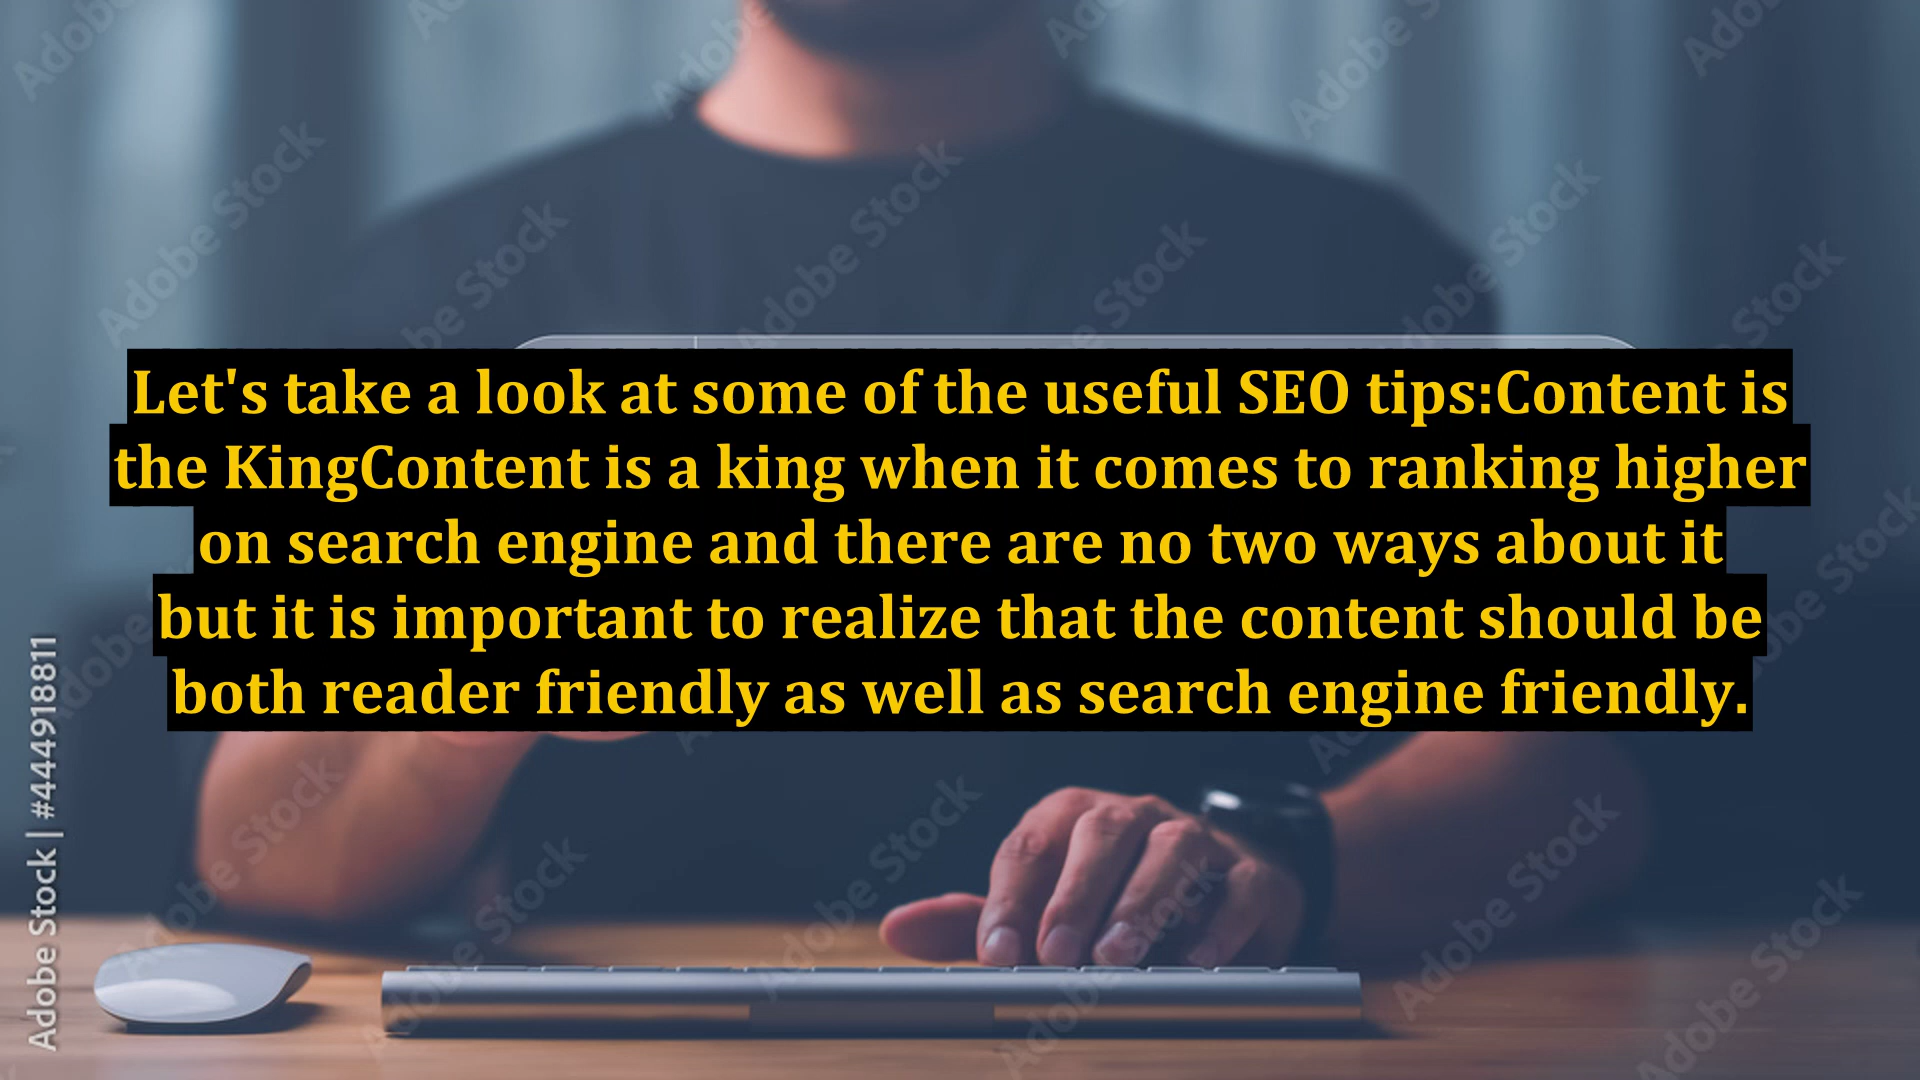 Let's take a look at some of the useful SEO tips:Content is
the KingContent is a king when it comes to ranking higher
on search engine and there are no two ways about it
but it is important to realize that the content should be
both reader friendly as well as search engine friendly.
Adobe Stock | #444918811
Adobe Stock